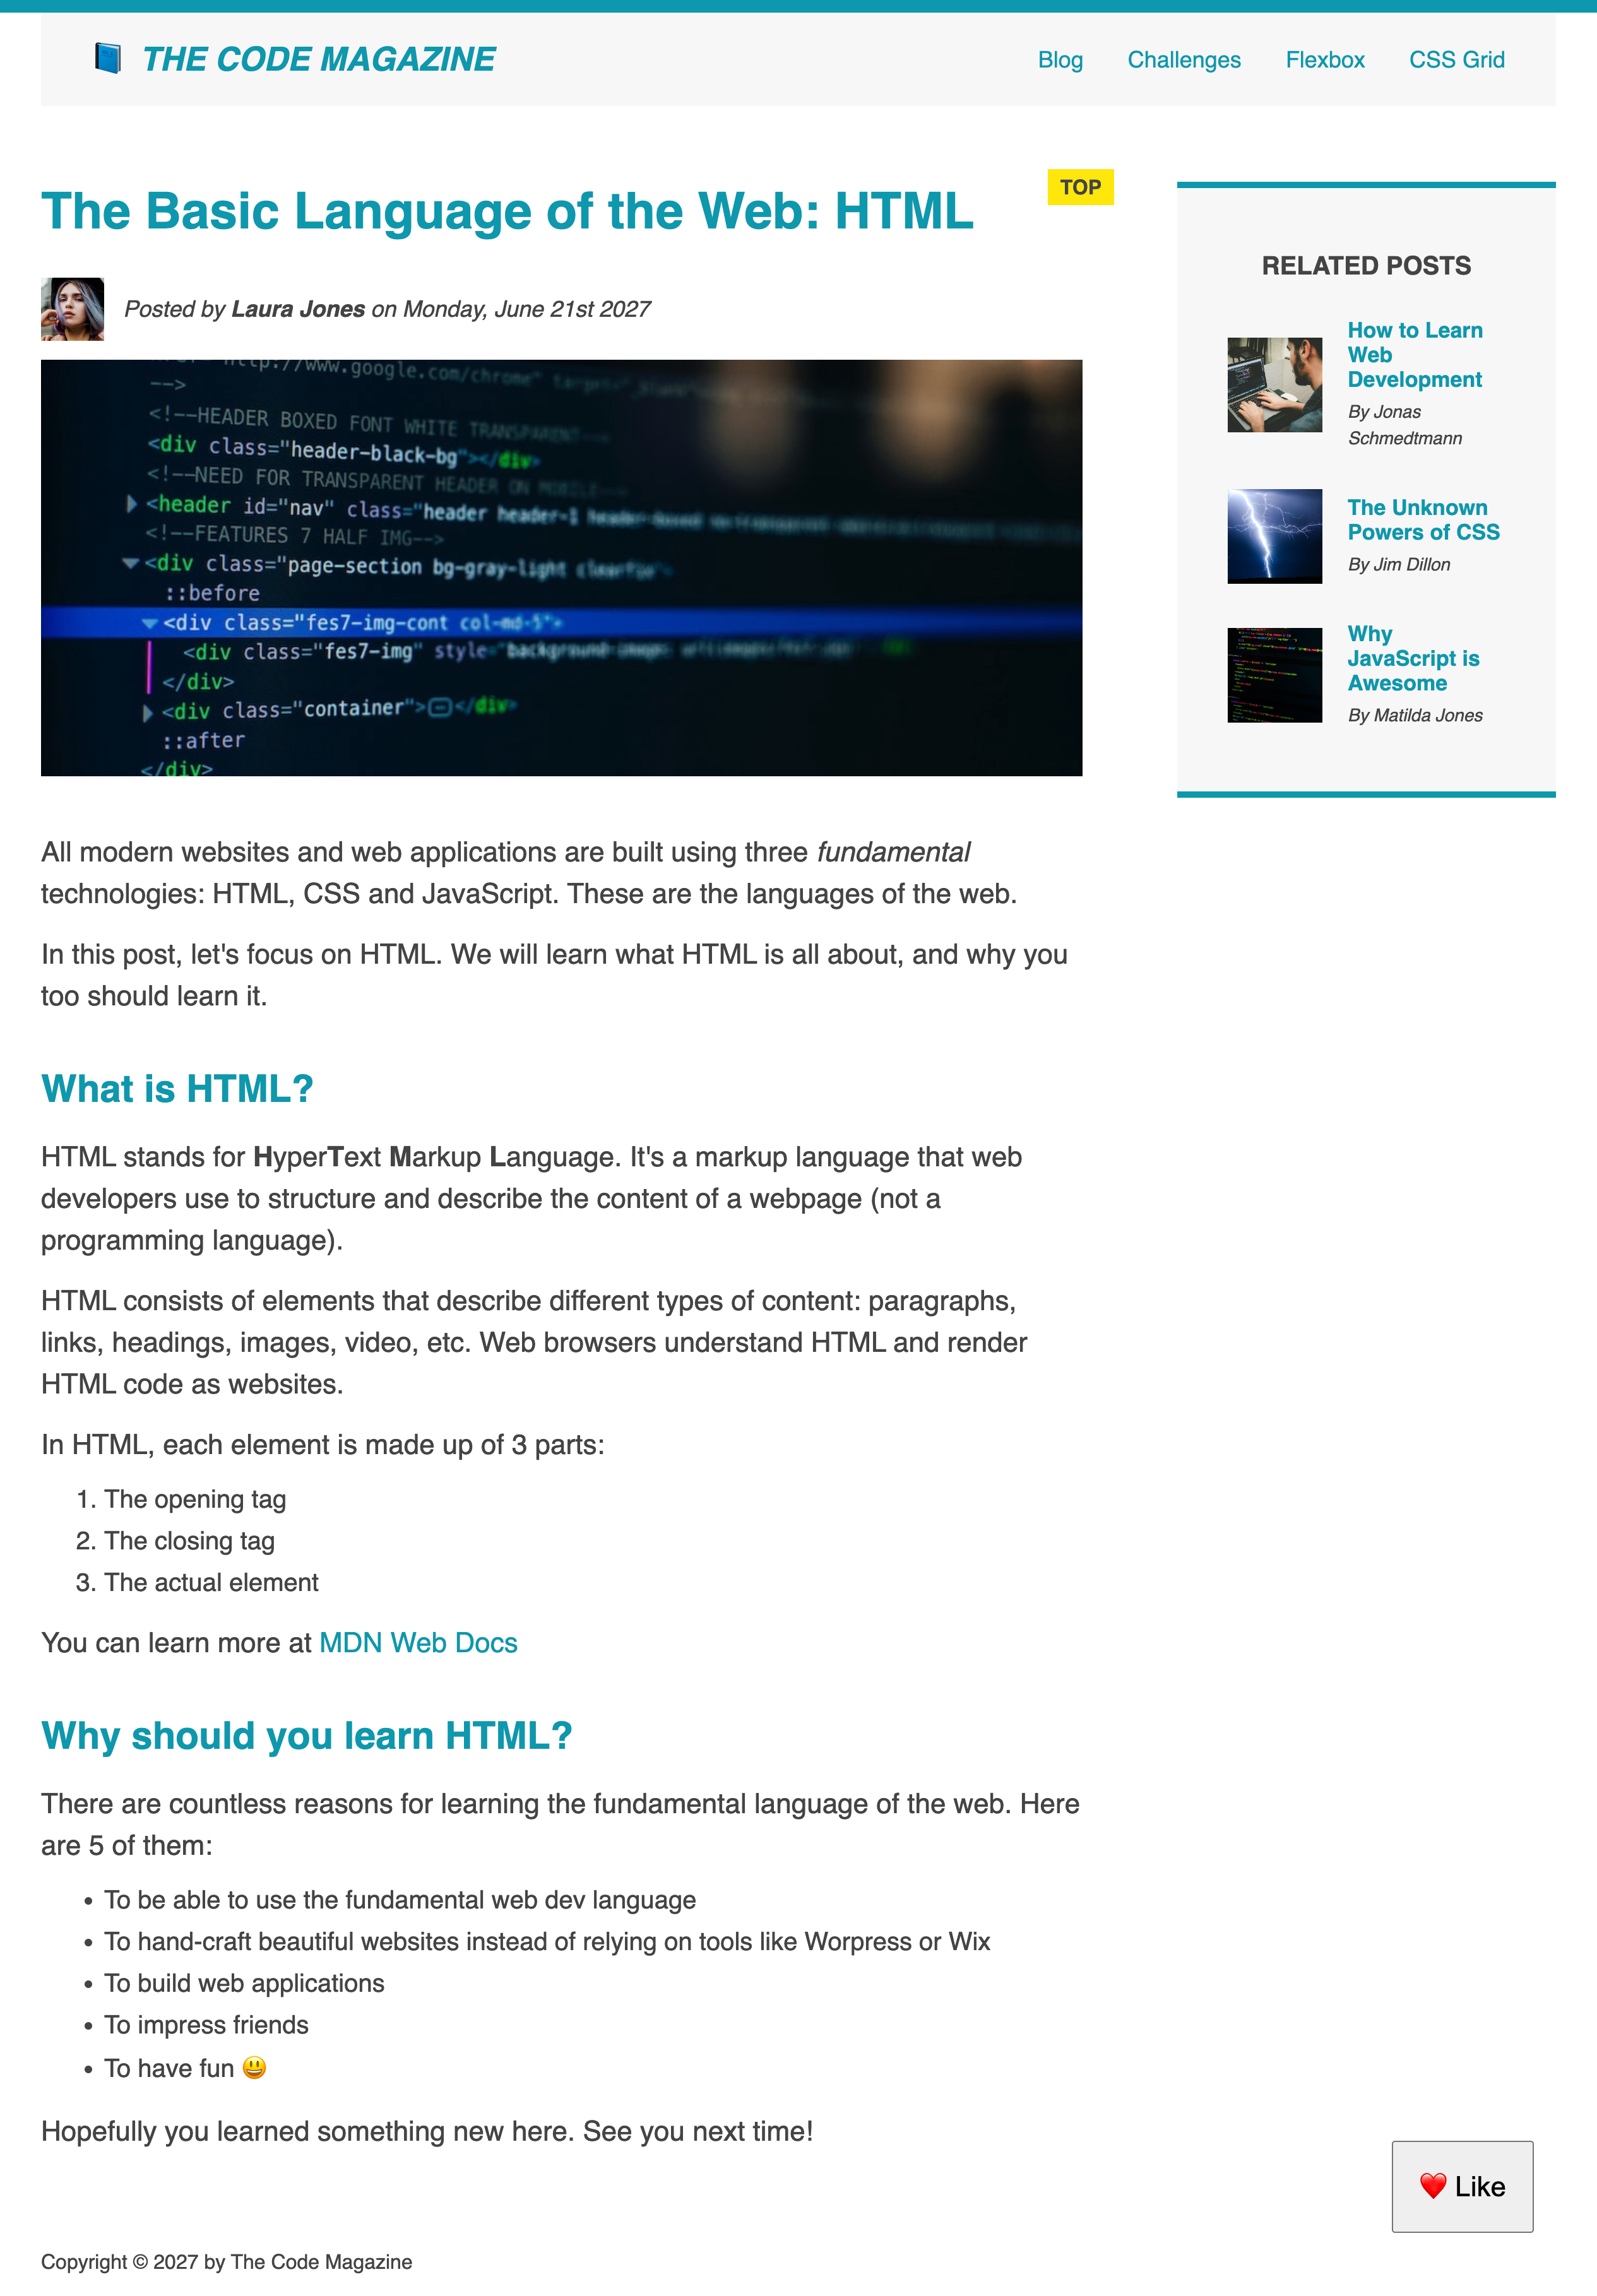 THE CODE MAGAZINE
Blog
Challenges
Flexbox
CSS Grid
The Basic Language of the Web: HTML
TOP
Posted by Laura Jones on Monday, June 21st 2027
http://www.google.com/chrome"
-->
<!--HEADER BOXED FONT WHITE TRANSPARENT-->
<div class="header-black-bg"></div>
<!--NEED FOR TRANSPARENT HEADER ON MOBILE-->
<header id="nav" class="header
<!--FEATURES 7 HALF IMG-->
<div class="page-section bg-gray-light clearfix">
::before
<div class="fes7-img-cont col-md-5">
<div class="fes7-img" style=
</div>
<div class="container"></div>
::after
</div>
All modern websites and web applications are built using three fundamental
technologies: HTML, CSS and JavaScript. These are the languages of the web.
In this post, let's focus on HTML. We will learn what HTML is all about, and why you
too should learn it.
What is HTML?
HTML stands for HyperText Markup Language. It's a markup language that web
developers use to structure and describe the content of a webpage (not a
programming language).
HTML consists of elements that describe different types of content: paragraphs,
links, headings, images, video, etc. Web browsers understand HTML and render
HTML code as websites.
In HTML, each element is made up of 3 parts:
1. The opening tag
2. The closing tag
3. The actual element
You can learn more at MDN Web Docs
Why should you learn HTML?
There are countless reasons for learning the fundamental language of the web. Here
are 5 of them:
• To be able to use the fundamental web dev language
• To hand-craft beautiful websites instead of relying on tools like Worpress or Wix
• To build web applications
• To impress friends
• To have fun 😃
Hopefully you learned something new here. See you next time!
RELATED POSTS
How to Learn
Web
Development
By Jonas
Schmedtmann
The Unknown
Powers of CSS
By Jim Dillon
Why
JavaScript is
Awesome
By Matilda Jones
❤️ Like
Copyright © 2027 by The Code Magazine